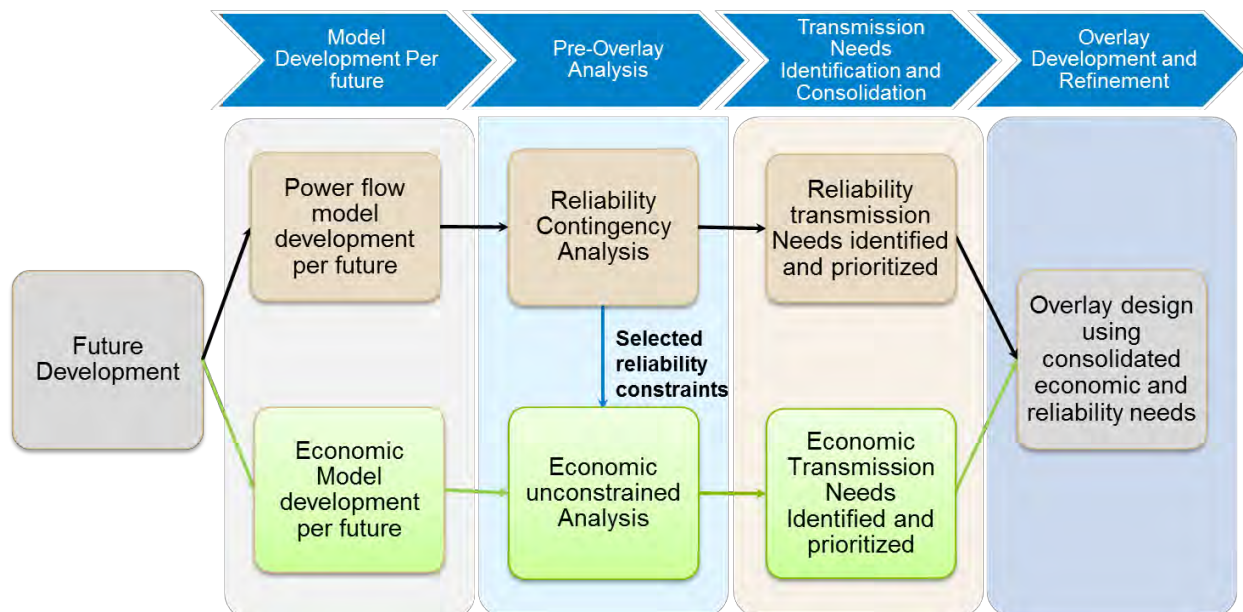 Model
Development Per
future
Pre-Overlay
Analysis
Transmission
Needs
Identification and
Consolidation
Overlay
Development and
Refinement
Future
Development
Power flow
model
development
per future
Reliability
Contingency
Analysis
Reliability
transmission
Needs identified
and prioritized
Selected
reliability
constraints
Overlay design
using
consolidated
economic and
reliability needs
Economic
Model
development
per future
Economic
unconstrained
Analysis
Economic
Transmission
Needs
Identified and
prioritized